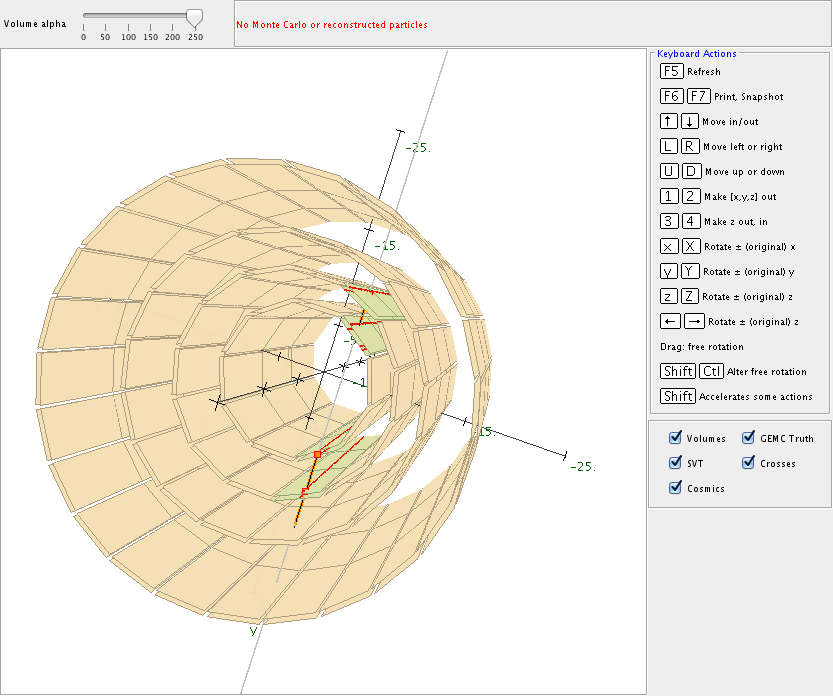 Volume alpha
0 50 100 150 200 250
No Monte Carlo or reconstructed particles
Keyboard Actions
F5 Refresh
F6 F7 Print, Snapshot
↑ ↓ Move in/out
L R Move left or right
U D Move up or down
1 2 Make [x,y,z] out
3 4 Make z out, in
x X Rotate ± (original) x
y Y Rotate ± (original) y
z Z Rotate ± (original) z
← → Rotate ± (original) z
Drag: free rotation
Shift Ctl Alter free rotation
Shift Accelerates some actions
Volumes GEMC Truth
SVT Crosses
Cosmics
-25.
-15.
-5
-1
15.
-25.
y